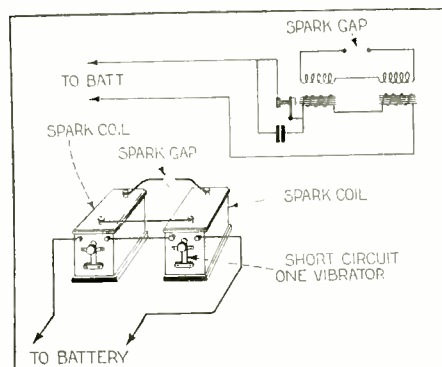 SPARK GAP
TO BATT
SPARK COIL
SPARK GAP
SPARK COIL
SHORT CIRCUIT
ONE VIBRATOR
TO BATTERY